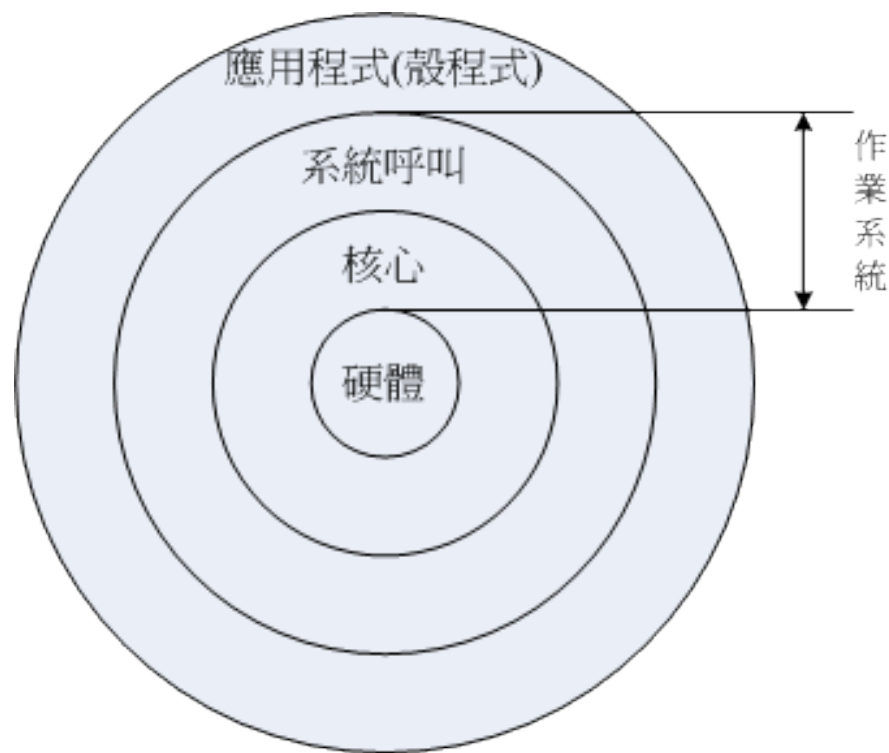 應用程式(殼程式)
系統呼叫
核心
硬體
作業系統